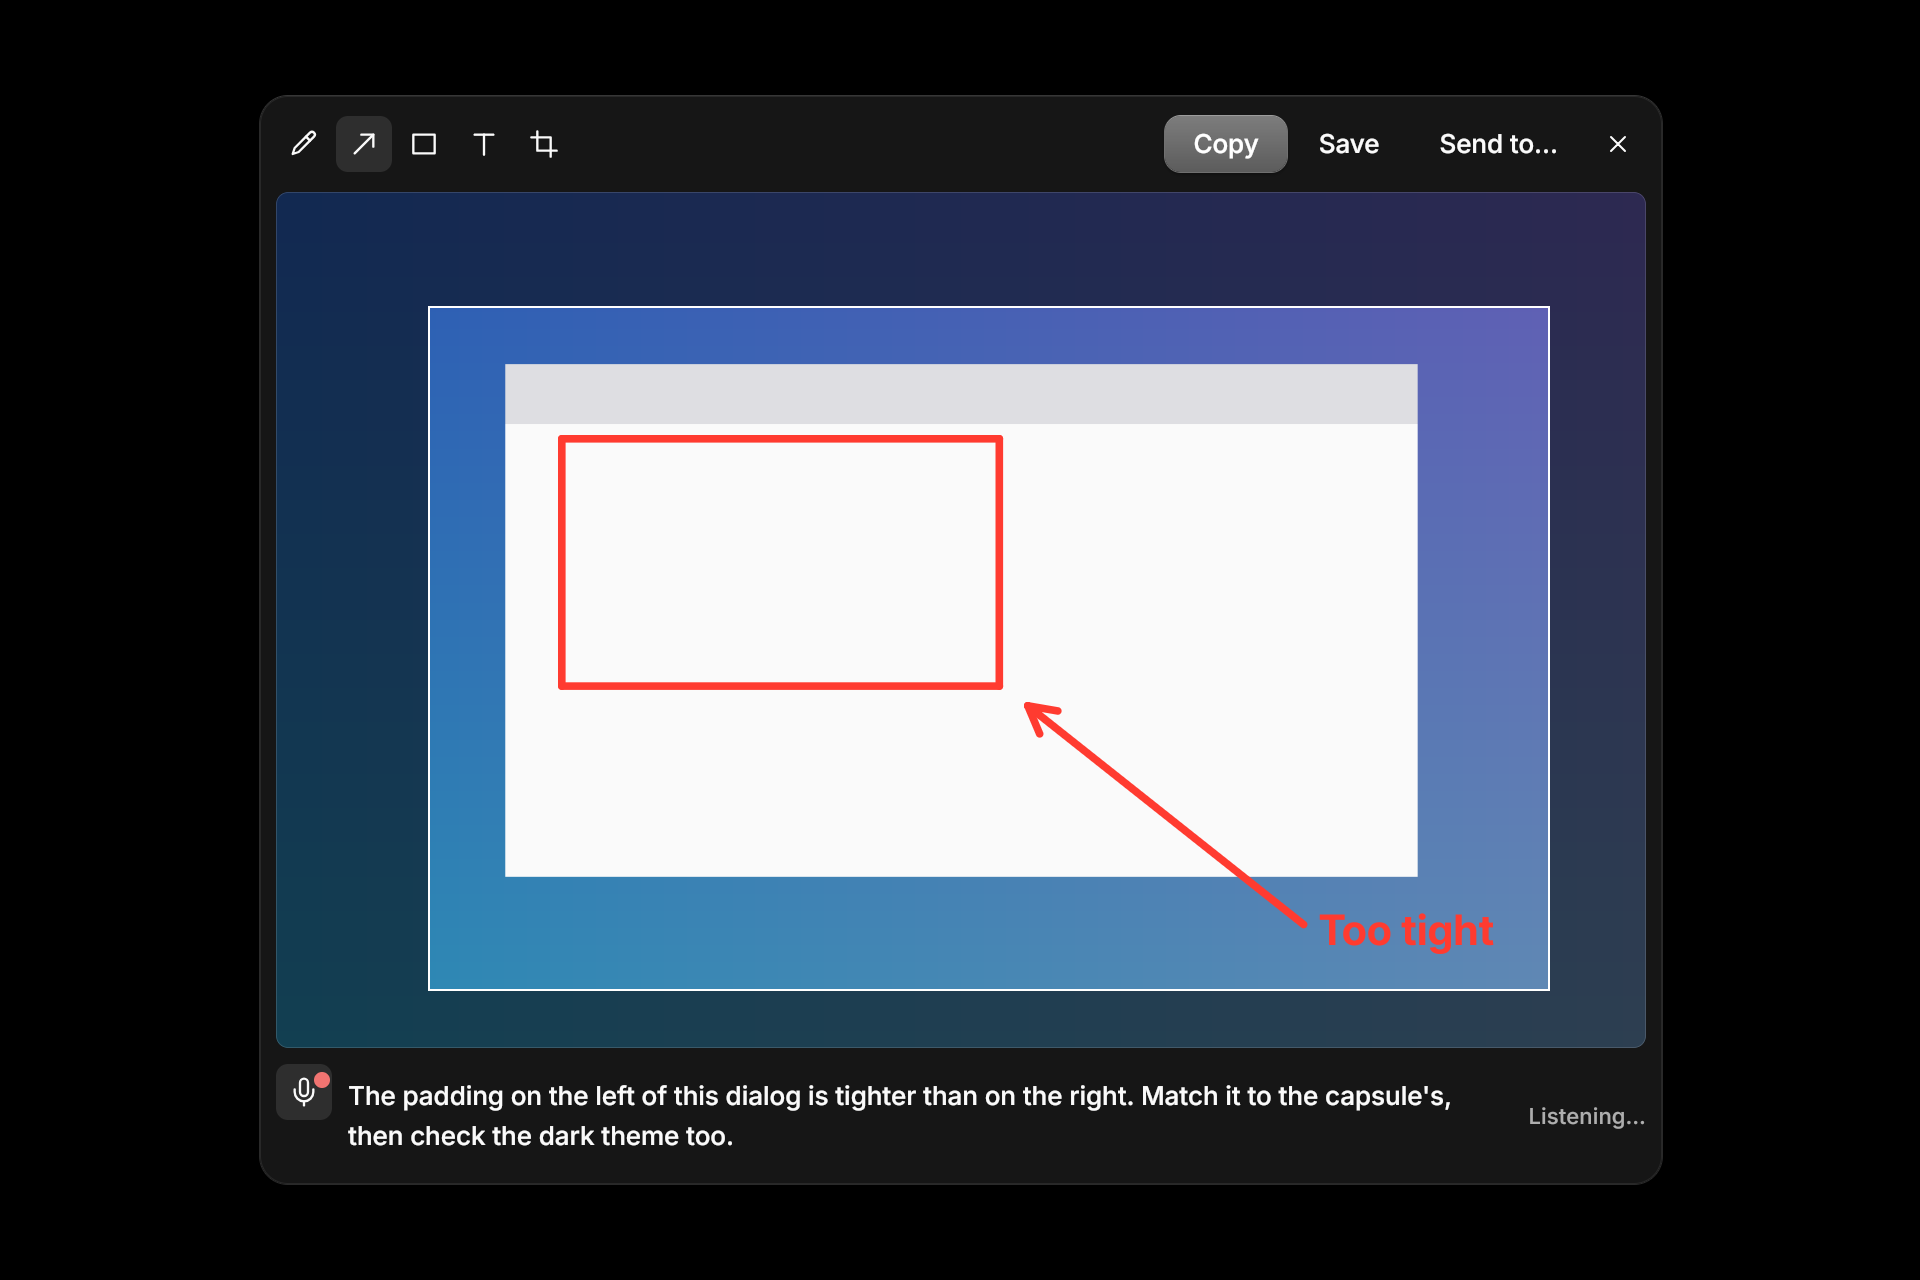 Copy Save Send to...
Too tight
The padding on the left of this dialog is tighter than on the right. Match it to the capsule's,
then check the dark theme too.
Listening...